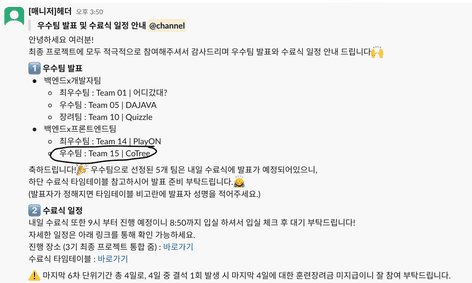 [매니저]헤더 오후 3:50
우수팀 발표 및 수료식 일정 안내 @channel
안녕하세요 여러분!
최종 프로젝트에 모두 적극적으로 참여해주셔서 감사드리며 우수팀 발표와 수료식 일정 안내 드립니다🙌
1️⃣ 우수팀 발표
• 백엔드x개발자팀
◦ 최우수팀 : Team 01 | 어디갔대?
◦ 우수팀 : Team 05 | DAJAVA
◦ 장려팀 : Team 10 | Quizzle
• 백엔드x프론트엔드팀
◦ 최우수팀 : Team 14 | PlayON
◦ 우수팀 : Team 15 | CoTree
축하드립니다!🎉 우수팀으로 선정된 5개 팀은 내일 수료식에 발표가 예정되어있으니,
하단 수료식 타임테이블 참고하시어 발표 준비 부탁드립니다.🙇
(발표자가 정해지면 타임테이블 비고란에 발표자 성명을 적어주세요.)
2️⃣ 수료식 일정
내일 수료식 또한 9시 부터 진행 예정이니 8:50까지 입실 하셔서 입실 체크 후 대기 부탁드립니다!
자세한 일정은 아래 링크를 통해 확인 가능하세요.
진행 장소 (3기 최종 프로젝트 통합 줌) : 바로가기
수료식 타임테이블 : 바로가기
⚠️ 마지막 6차 단위기간 총 4일로, 4일 중 결석 1회 발생 시 마지막 4일에 대한 훈련장려금 미지급이니 잘 참여 부탁드립니다.